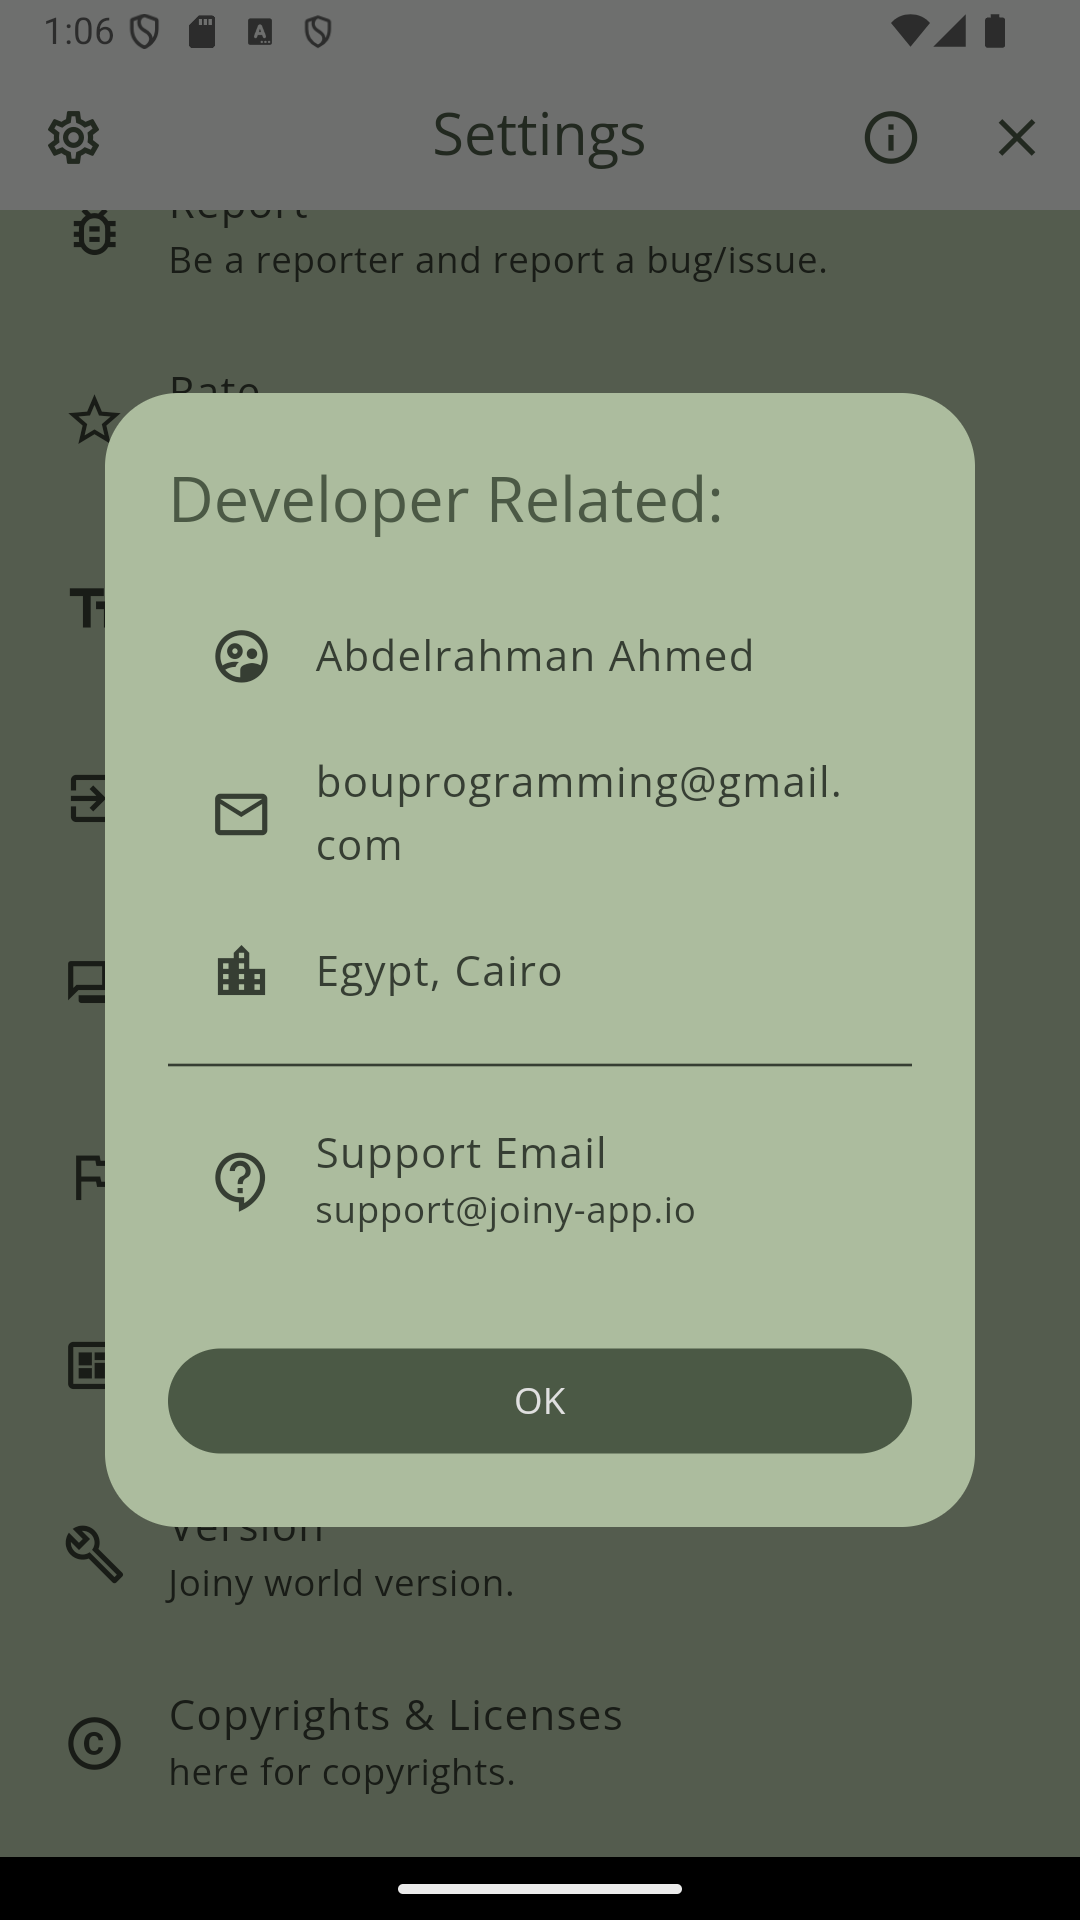 1:06
Settings
Report
Be a reporter and report a bug/issue.
Rate
Developer Related:
Abdelrahman Ahmed
bouprogramming@gmail.
com
Egypt, Cairo
Support Email
support@joiny-app.io
OK
Version
Joiny world version.
Copyrights & Licenses
here for copyrights.